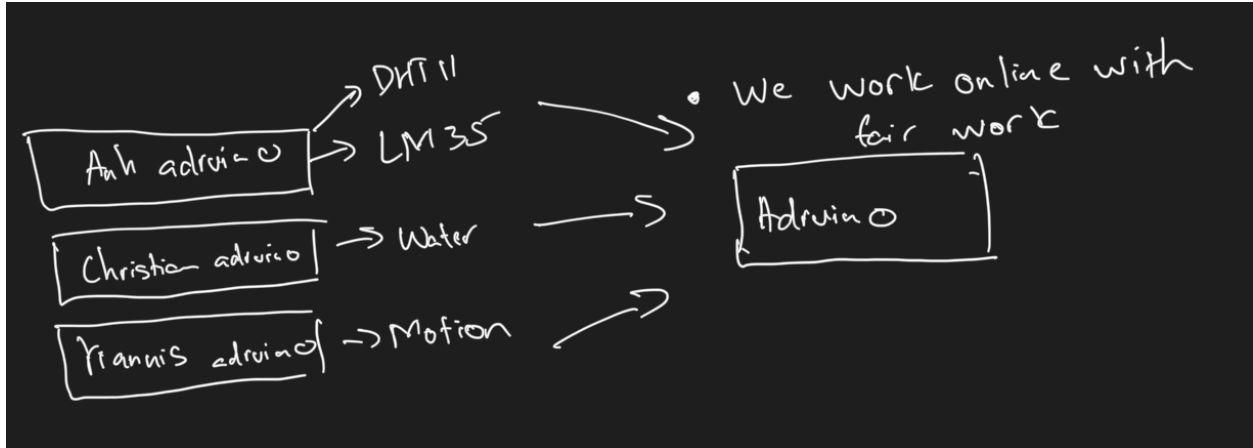 DHT11
Anh adruino
LM35
Christian adruino
Water
Yiannis adruino
Motion
• We work online with
fair work
Adruino